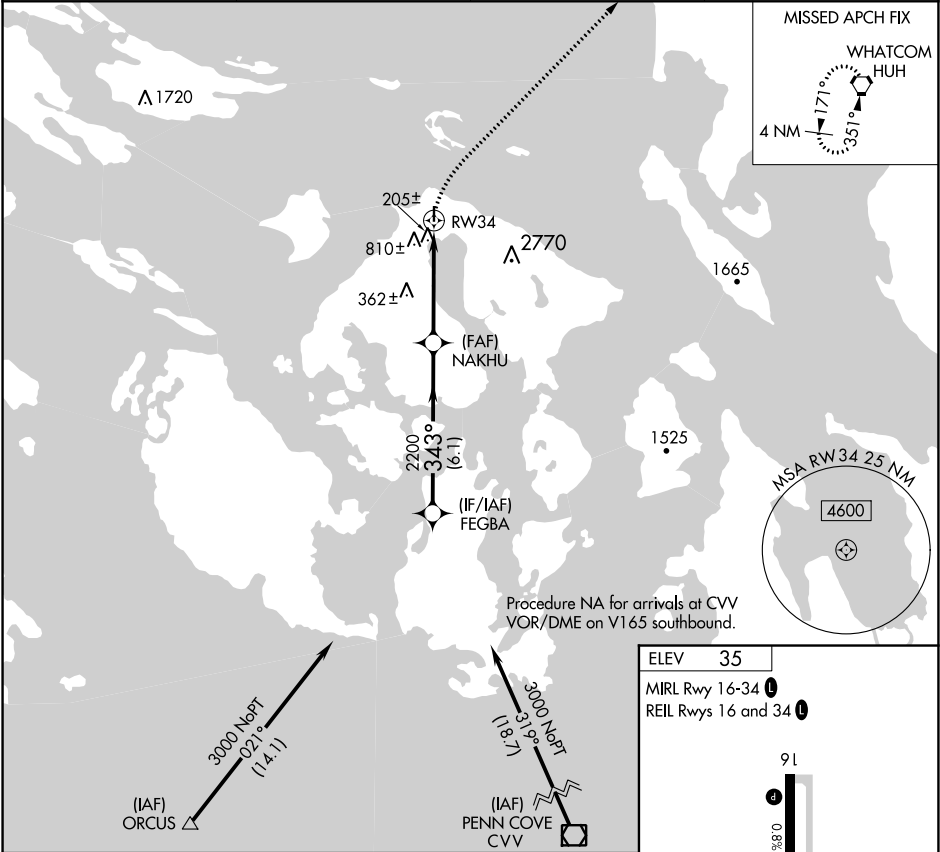 MISSED APCH FIX
WHATCOM
HUH
171°
351°
4 NM
1720
205±
RW34
810±
2770
362±
1665
(FAF)
NAKHU
2200
343°
(6.1)
1525
(IF/IAF)
FEGBA
MSA RW34 25 NM
4600
Procedure NA for arrivals at CVV
VOR/DME on V165 southbound.
3000 NoPT
021°
(14.1)
3000 NoPT
319°
(18.7)
(IAF)
ORCUS
(IAF)
PENN COVE
CVV
ELEV 35
MIRL Rwy 16-34 L
REIL Rwys 16 and 34 L
16
P
0.8%